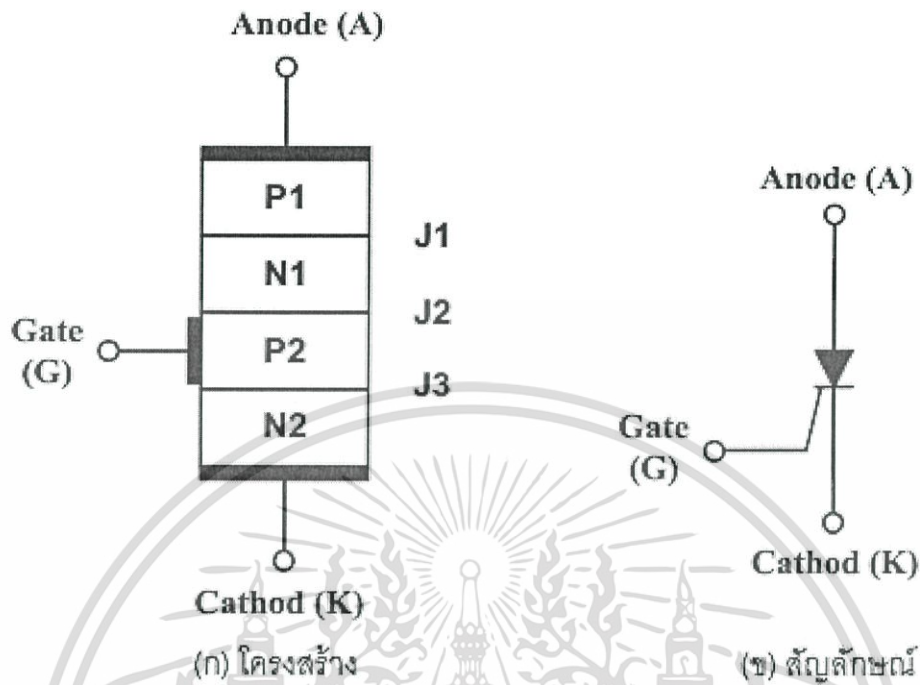 Anode (A)
P1
J1
N1
J2
Gate
(G)
P2
J3
N2
Cathod (K)
(ก) โครงสร้าง
Anode (A)
Gate
(G)
Cathod (K)
(ข) สัญลักษณ์